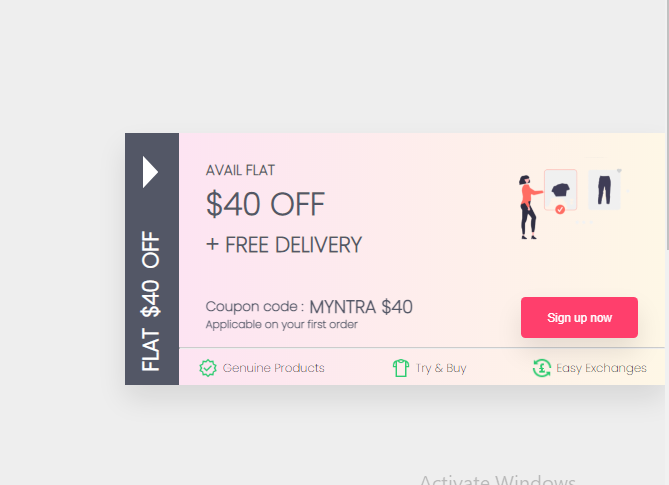 FLAT $40 OFF
AVAIL FLAT
$40 OFF
+ FREE DELIVERY
Coupon code : MYNTRA $40
Applicable on your first order
Sign up now
Genuine Products
Try & Buy
Easy Exchanges
Activate Windows